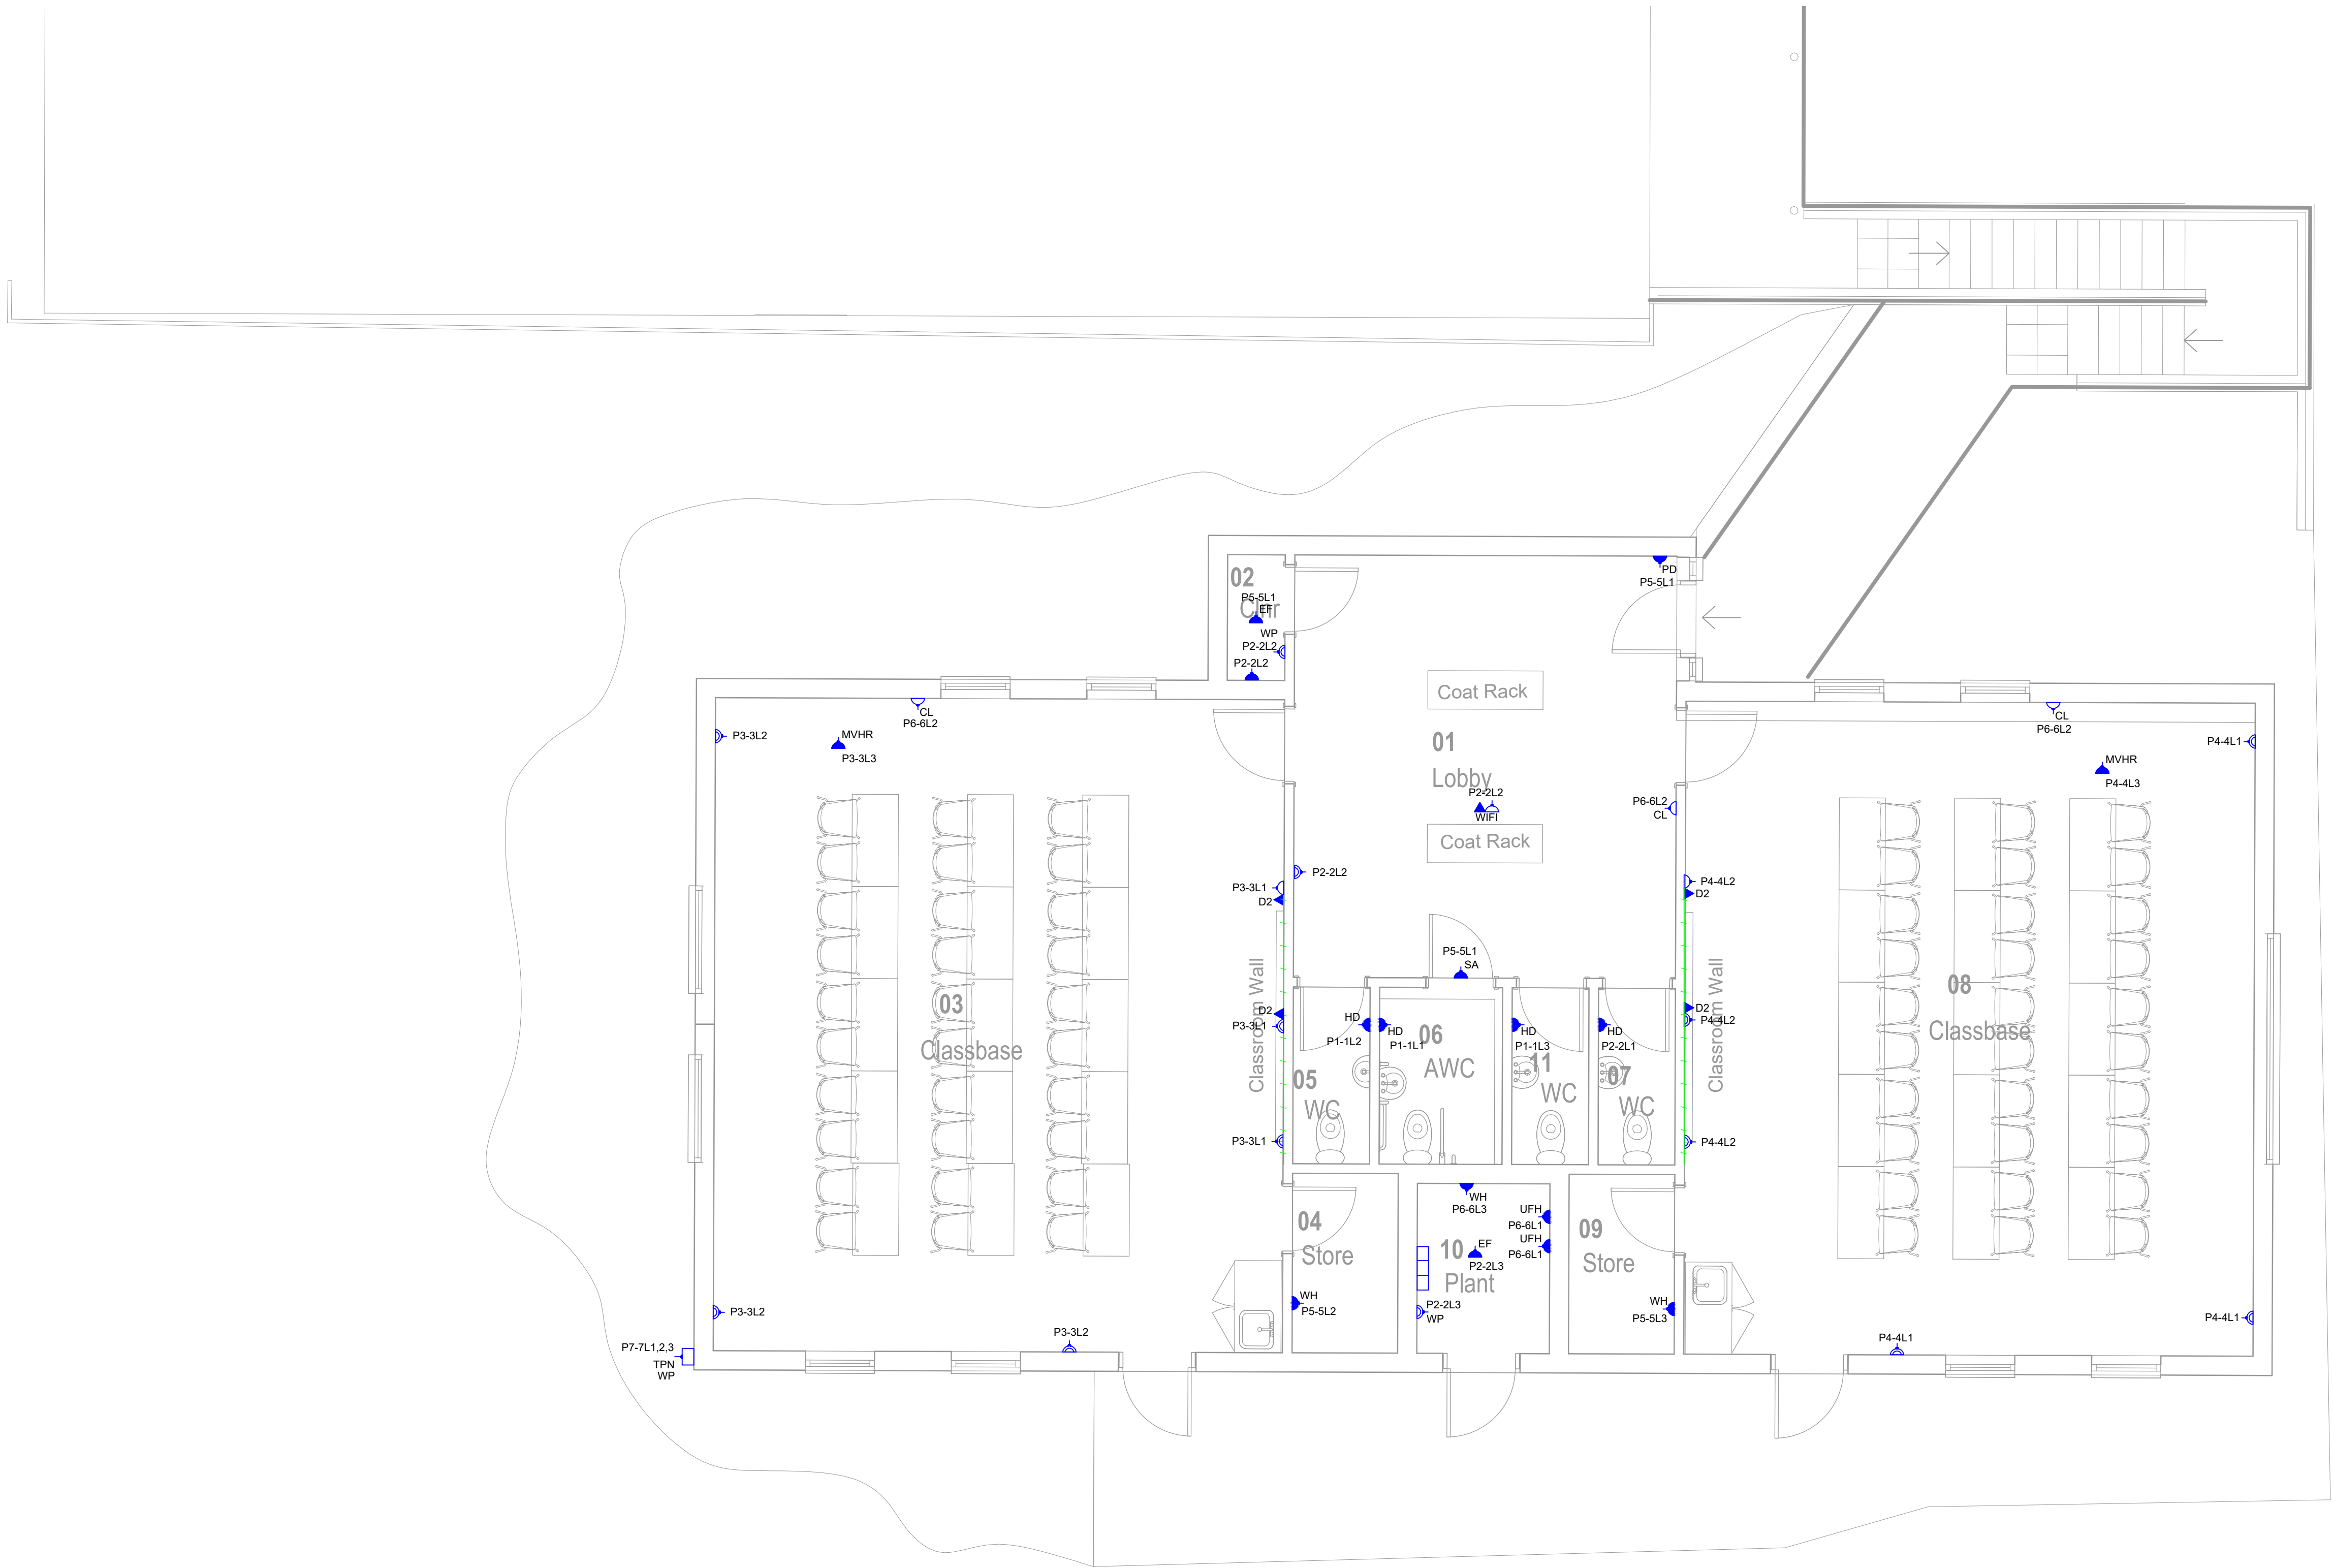 PD
P5-5L1
02
P5-5L1
Clnr
EF
WP
P2-2L2
P2-2L2
Coat Rack
CL
P6-6L2
CL
P6-6L2
P3-3L2
MVHR
P3-3L3
01
Lobby
P4-4L1
MVHR
P4-4L3
P2-2L2
WIFI
P6-6L2
CL
Coat Rack
P2-2L2
P3-3L1
D2
P4-4L2
D2
P5-5L1
SA
Classroom Wall
Classroom Wall
03
Classbase
08
Classbase
D2
P3-3L1
D2
P4-4L2
HD
P1-1L2
HD
P1-1L1
06
AWC
HD
P1-1L3
11
WC
HD
P2-2L1
07
WC
05
WC
P3-3L1
P4-4L2
WH
P6-6L3
UFH
P6-6L1
UFH
P6-6L1
04
Store
09
Store
EF
10
P2-2L3
Plant
WH
P5-5L2
P2-2L3
WP
WH
P5-5L3
P3-3L2
P3-3L2
P4-4L1
P4-4L1
P7-7L1,2,3
TPN
WP